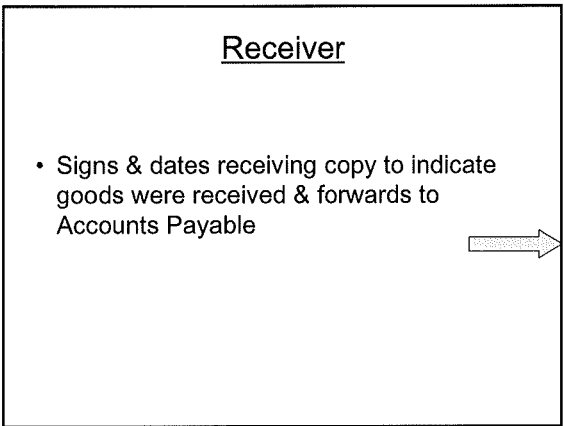 Receiver
• Signs & dates receiving copy to indicate
goods were received & forwards to
Accounts Payable